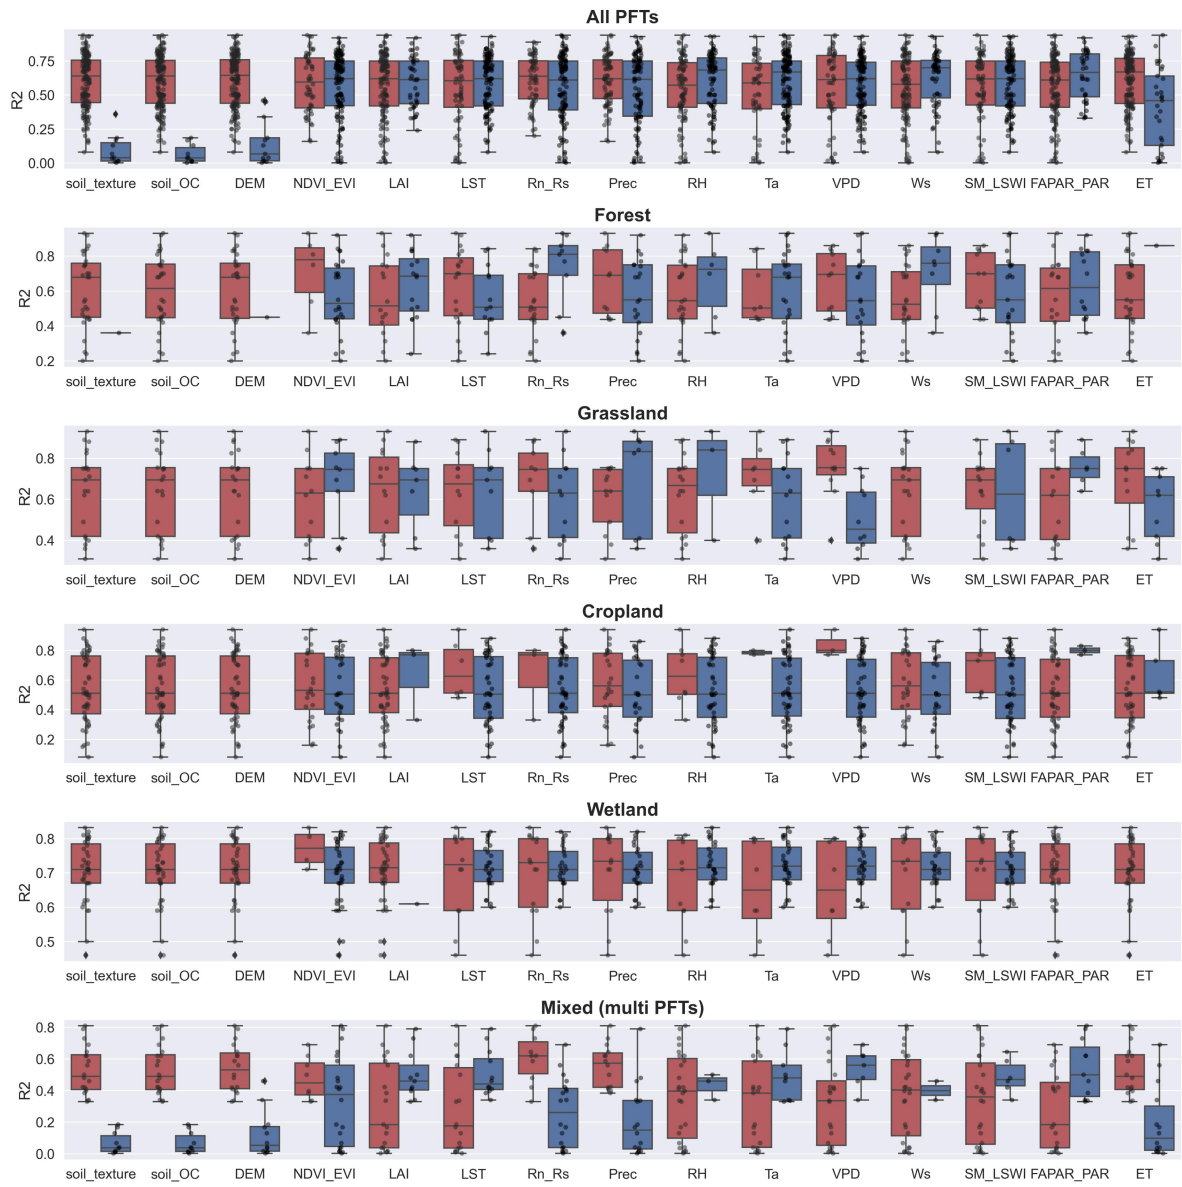 All PFTs
R2
0.75
0.50
0.25
0.00
soil_texture soil_OC DEM NDVI_EVI LAI LST Rn_Rs Prec RH Ta VPD Ws SM_LSWI FAPAR_PAR ET
Forest
R2
0.8
0.6
0.4
0.2
soil_texture soil_OC DEM NDVI_EVI LAI LST Rn_Rs Prec RH Ta VPD Ws SM_LSWI FAPAR_PAR ET
Grassland
R2
0.8
0.6
0.4
soil_texture soil_OC DEM NDVI_EVI LAI LST Rn_Rs Prec RH Ta VPD Ws SM_LSWI FAPAR_PAR ET
Cropland
R2
0.8
0.6
0.4
0.2
soil_texture soil_OC DEM NDVI_EVI LAI LST Rn_Rs Prec RH Ta VPD Ws SM_LSWI FAPAR_PAR ET
Wetland
R2
0.8
0.7
0.6
0.5
soil_texture soil_OC DEM NDVI_EVI LAI LST Rn_Rs Prec RH Ta VPD Ws SM_LSWI FAPAR_PAR ET
Mixed (multi PFTs)
R2
0.8
0.6
0.4
0.2
0.0
soil_texture soil_OC DEM NDVI_EVI LAI LST Rn_Rs Prec RH Ta VPD Ws SM_LSWI FAPAR_PAR ET